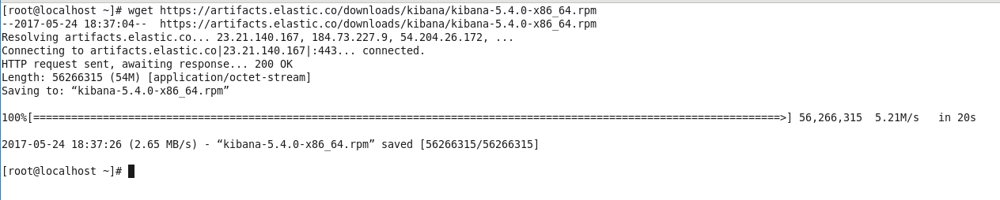 [root@localhost ~]# wget https://artifacts.elastic.co/downloads/kibana/kibana-5.4.0-x86_64.rpm
--2017-05-24 18:37:04--  https://artifacts.elastic.co/downloads/kibana/kibana-5.4.0-x86_64.rpm
Resolving artifacts.elastic.co... 23.21.140.167, 184.73.227.9, 54.204.26.172, ...
Connecting to artifacts.elastic.co|23.21.140.167|:443... connected.
HTTP request sent, awaiting response... 200 OK
Length: 56266315 (54M) [application/octet-stream]
Saving to: “kibana-5.4.0-x86_64.rpm”
100%[======================================================================================================================>] 56,266,315  5.21M/s   in 20s
2017-05-24 18:37:26 (2.65 MB/s) - “kibana-5.4.0-x86_64.rpm” saved [56266315/56266315]
[root@localhost ~]#